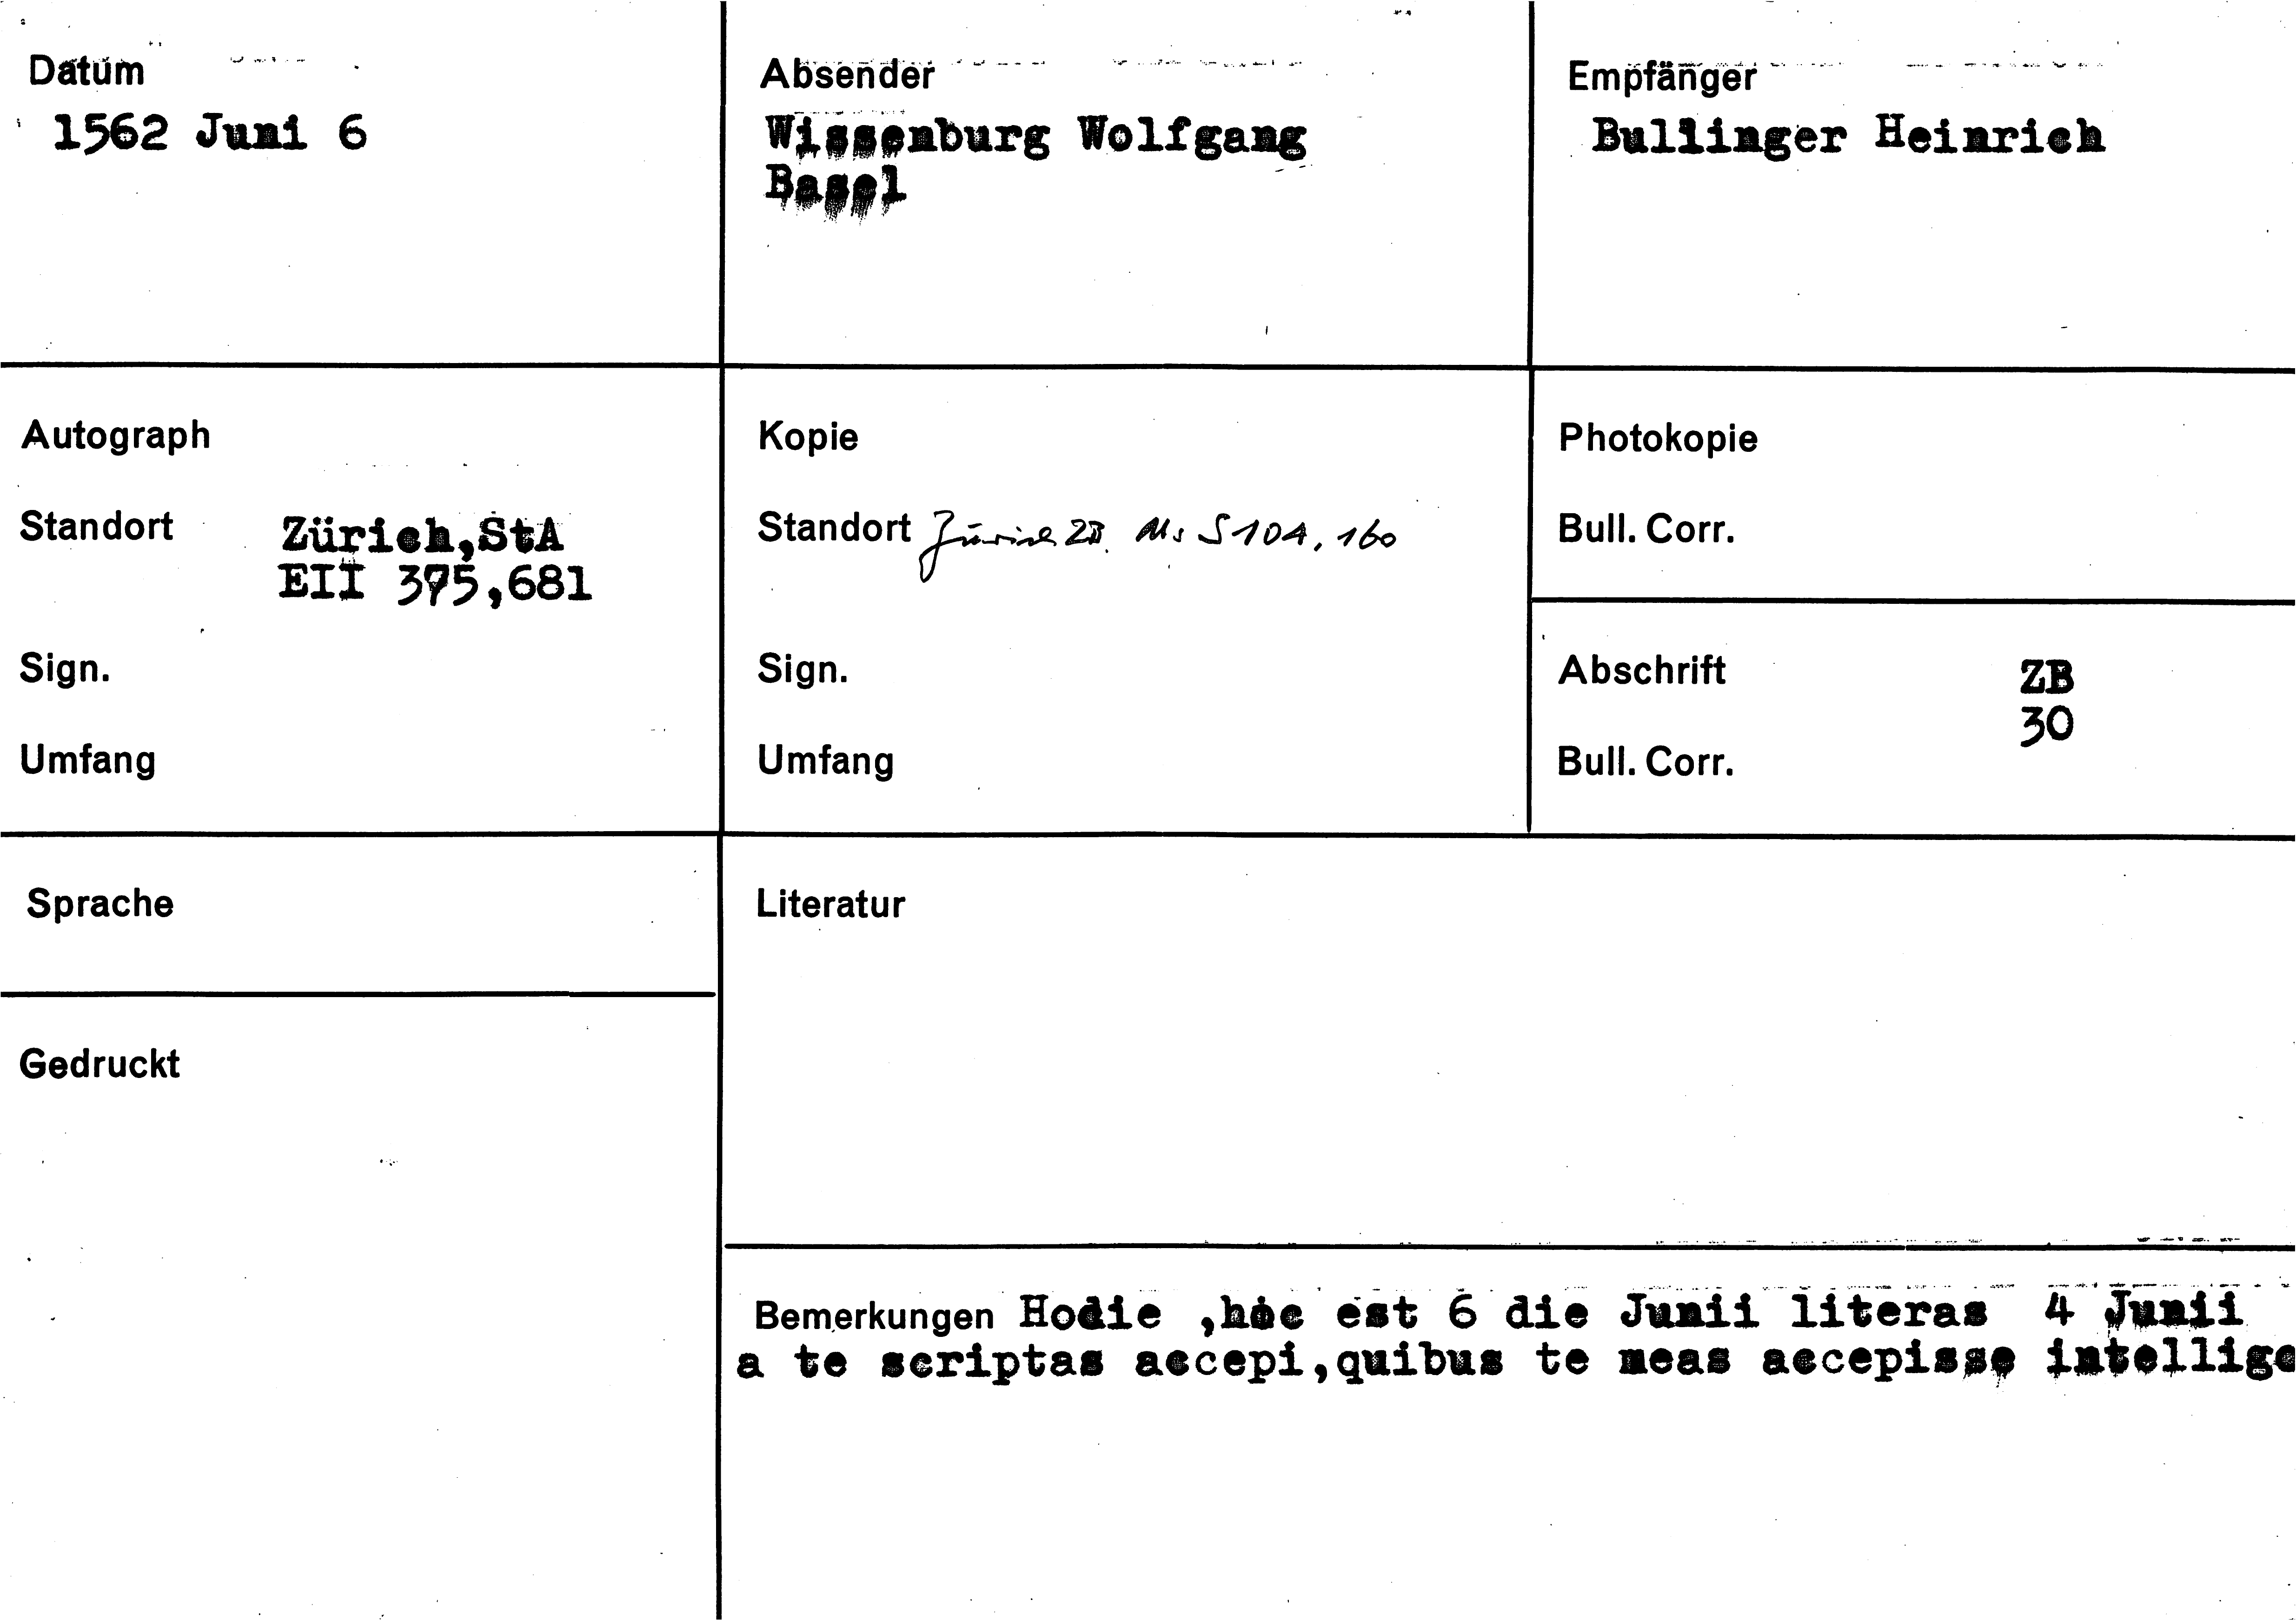 Datum
1562 Juni 6
Absender
Wissenburg Wolfgang
Basel
Empfänger
Bullinger Heinrich
Autograph
Standort Zürich,StA
EII 375,681
Sign.
Umfang
Kopie
Standort Zürich ZB Ms S 104, 160
Sign.
Umfang
Photokopie
Bull. Corr.
Abschrift ZB
30
Bull. Corr.
Sprache
Gedruckt
Literatur
Bemerkungen Hodie ,hoc est 6 die Junii literas 4 Junii
a te scriptas accepi,quibus te meas accepisse intellige